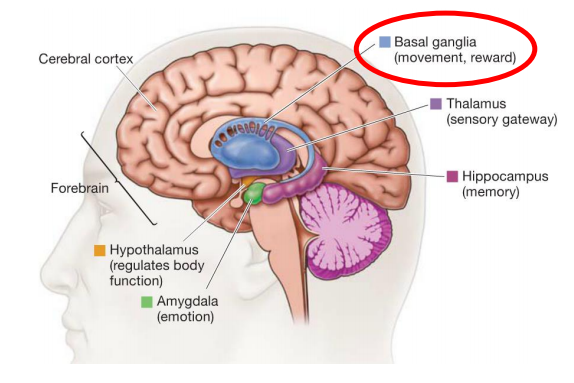 Basal ganglia
(movement, reward)
Cerebral cortex
Thalamus
(sensory gateway)
Hippocampus
(memory)
Forebrain
Hypothalamus
(regulates body
function)
Amygdala
(emotion)